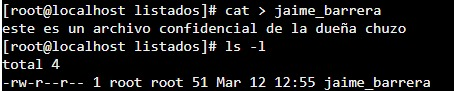 [root@localhost listados]# cat > jaime_barrera
este es un archivo confidencial de la dueña chuzo
[root@localhost listados]# ls -l
total 4
-rw-r--r-- 1 root root 51 Mar 12 12:55 jaime_barrera